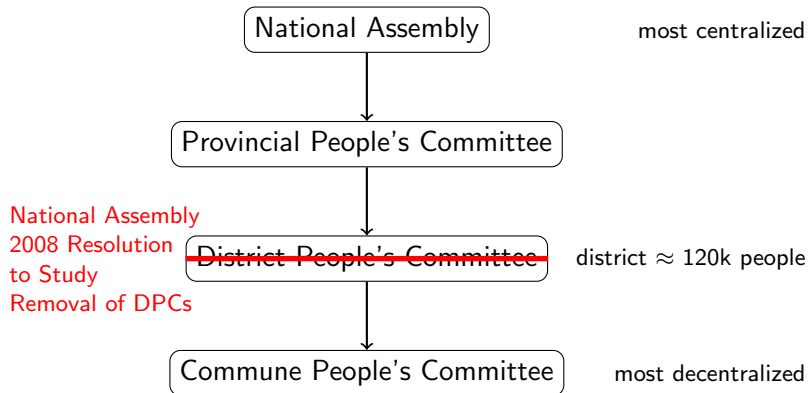 National Assembly
most centralized
Provincial People's Committee
National Assembly
2008 Resolution
to Study
Removal of DPCs
District People's Committee
district ≈ 120k people
Commune People's Committee
most decentralized